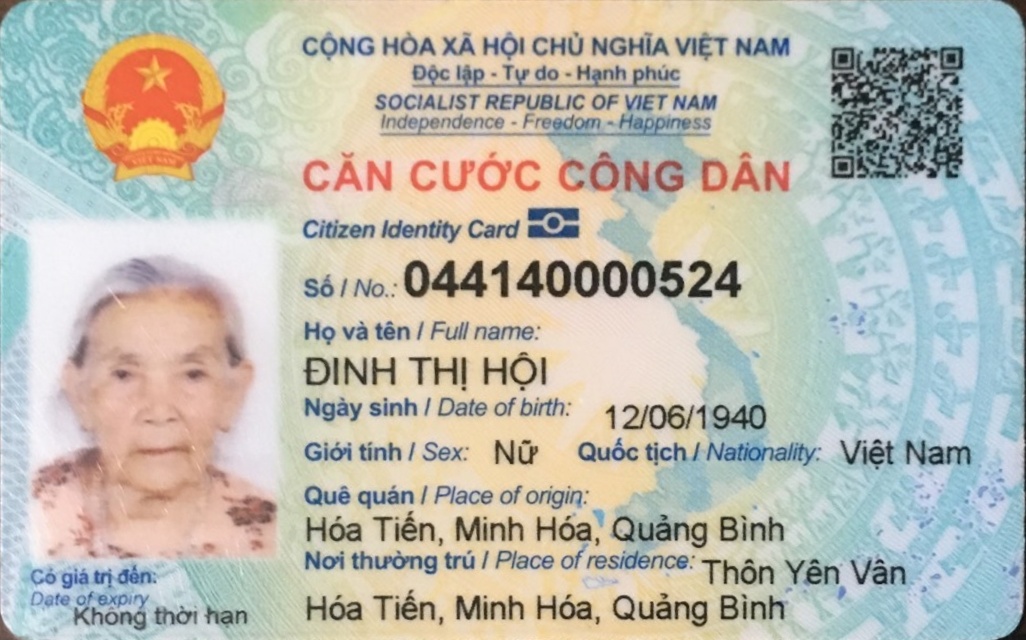 CỘNG HÒA XÃ HỘI CHỦ NGHĨA VIỆT NAM
Độc lập - Tự do - Hạnh phúc
SOCIALIST REPUBLIC OF VIET NAM
Independence - Freedom - Happiness
VIỆT NAM
CĂN CƯỚC CÔNG DÂN
Citizen Identity Card
Số / No.: 044140000524
Họ và tên / Full name:
ĐINH THỊ HỘI
Ngày sinh / Date of birth: 12/06/1940
Giới tính / Sex: Nữ Quốc tịch / Nationality: Việt Nam
Quê quán / Place of origin:
Hóa Tiến, Minh Hóa, Quảng Bình
Nơi thường trú / Place of residence: Thôn Yên Vân
Hóa Tiến, Minh Hóa, Quảng Bình
Có giá trị đến:
Date of expiry
Không thời hạn